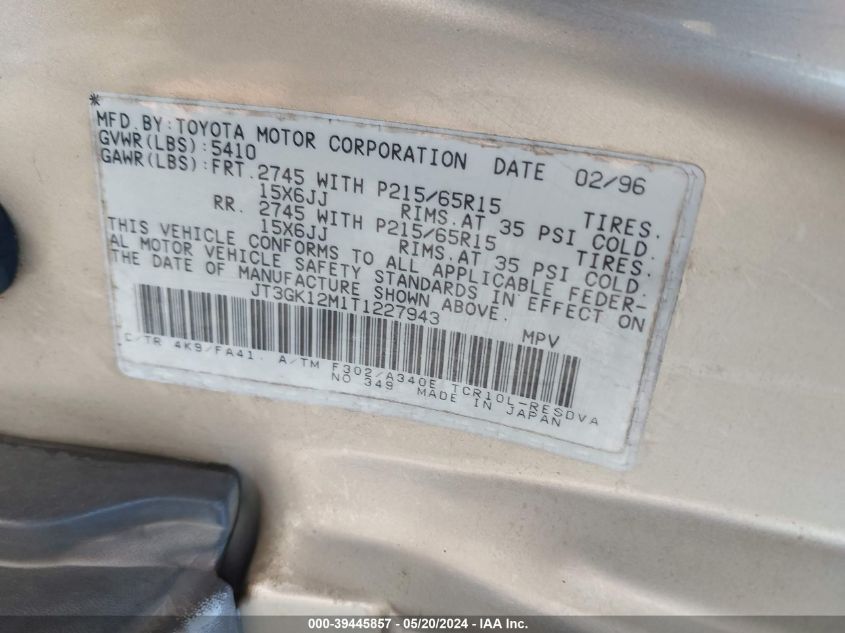 *
MFD.BY:TOYOTA MOTOR CORPORATION DATE 02/96
GVWR(LBS):5410
GAWR(LBS):FRT.2745 WITH P215/65R15 TIRES.
15X6JJ RIMS.AT 35 PSI COLD.
RR. 2745 WITH P215/65R15 TIRES.
15X6JJ RIMS.AT 35 PSI COLD.
THIS VEHICLE CONFORMS TO ALL APPLICABLE FEDER-
AL MOTOR VEHICLE SAFETY STANDARDS IN EFFECT ON
THE DATE OF MANUFACTURE SHOWN ABOVE.
JT3GK12M1T1227943 MPV
C/TR 4K9/FA41 A/TM F302/A340E TCR10L-RESDVA
NO 349 MADE IN JAPAN
000-39445857 - 05/20/2024 - IAA Inc.